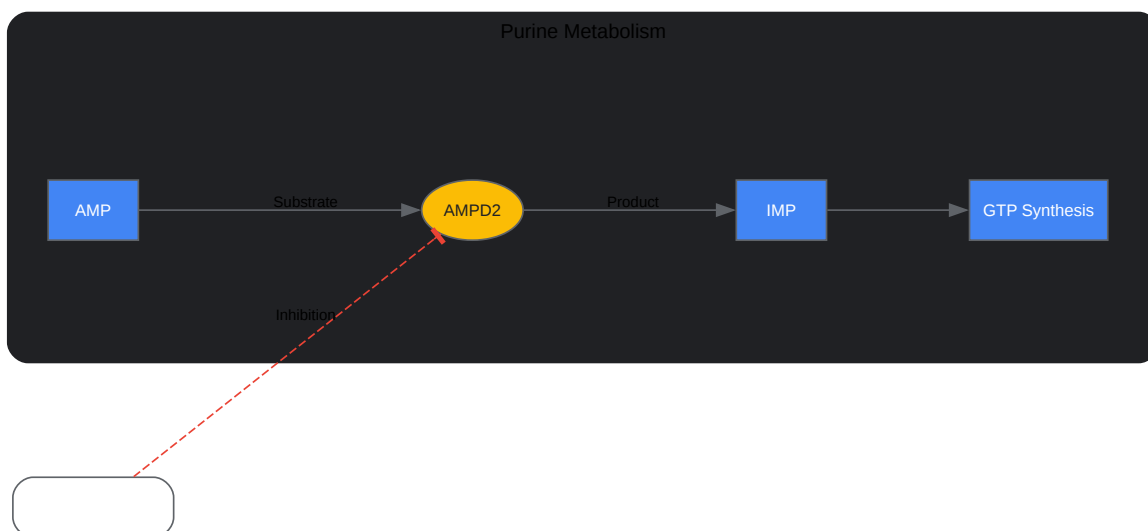 Purine Metabolism
AMP
Substrate
AMPD2
Product
IMP
GTP Synthesis
Inhibition